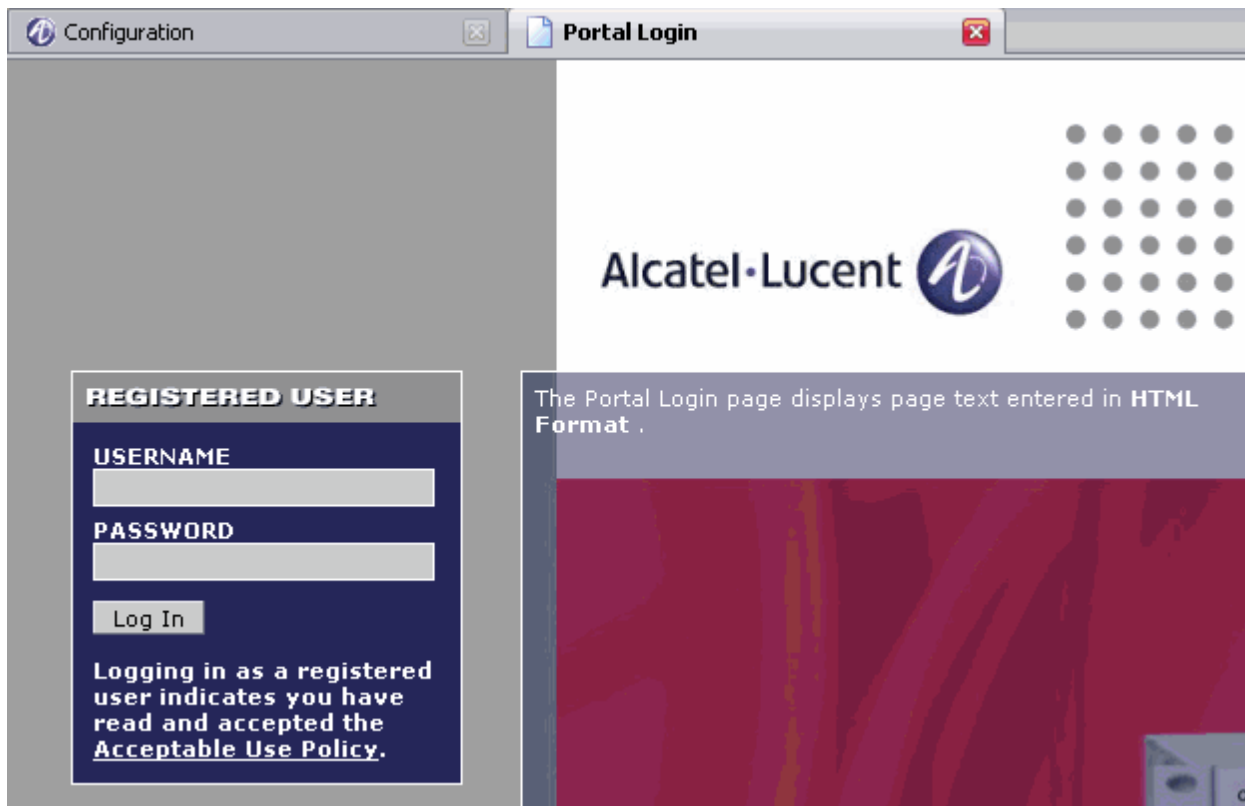 Configuration
Portal Login
Alcatel·Lucent
REGISTERED USER
USERNAME
PASSWORD
Log In
Logging in as a registered
user indicates you have
read and accepted the
Acceptable Use Policy.
The Portal Login page displays page text entered in HTML
Format .